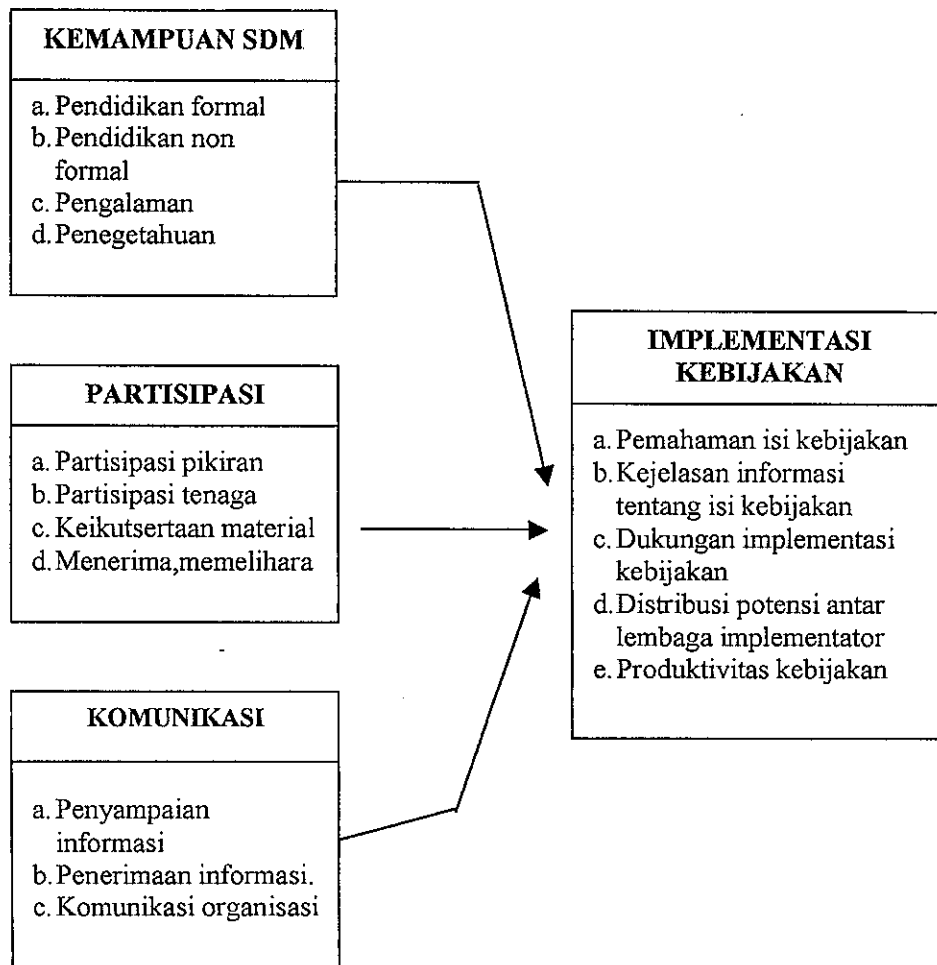 KEMAMPUAN SDM
a. Pendidikan formal
b. Pendidikan non
formal
c. Pengalaman
d. Penegetahuan
PARTISIPASI
a. Partisipasi pikiran
b. Partisipasi tenaga
c. Keikutsertaan material
d. Menerima,memelihara
KOMUNIKASI
a. Penyampaian
informasi
b. Penerimaan informasi.
c. Komunikasi organisasi
IMPLEMENTASI
KEBIJAKAN
a. Pemahaman isi kebijakan
b. Kejelasan informasi
tentang isi kebijakan
c. Dukungan implementasi
kebijakan
d. Distribusi potensi antar
lembaga implementator
e. Produktivitas kebijakan